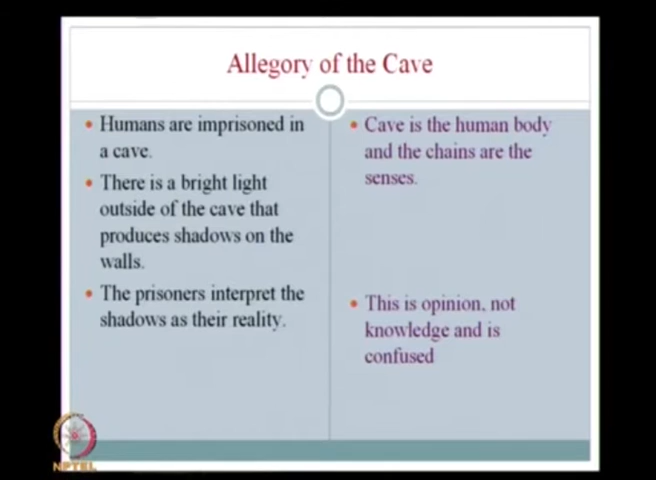 Allegory of the Cave
• Humans are imprisoned in
a cave.
• There is a bright light
outside of the cave that
produces shadows on the
walls.
• The prisoners interpret the
shadows as their reality.
• Cave is the human body
and the chains are the
senses.
• This is opinion, not
knowledge and is
confused
NPTEL